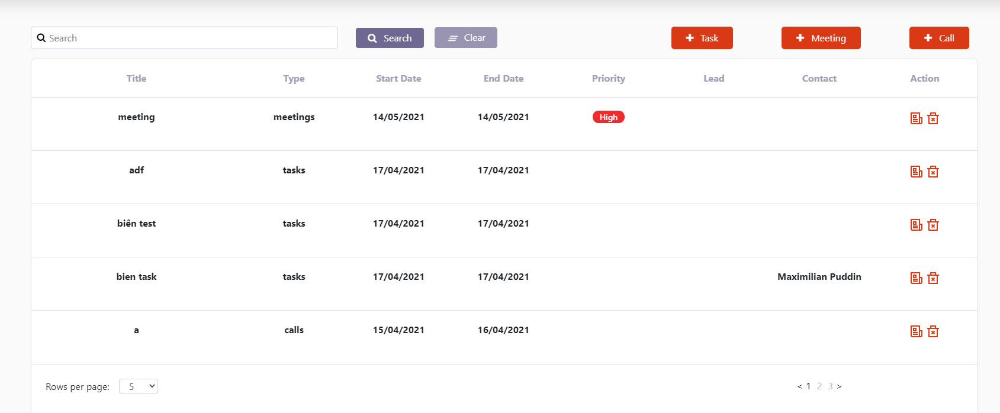 Search Search Clear Task Meeting Call
Title Type Start Date End Date Priority Lead Contact Action
meeting meetings 14/05/2021 14/05/2021 High
adf tasks 17/04/2021 17/04/2021
biên test tasks 17/04/2021 17/04/2021
bien task tasks 17/04/2021 17/04/2021 Maximilian Puddin
a calls 15/04/2021 16/04/2021
Rows per page: 5 < 1 2 3 >